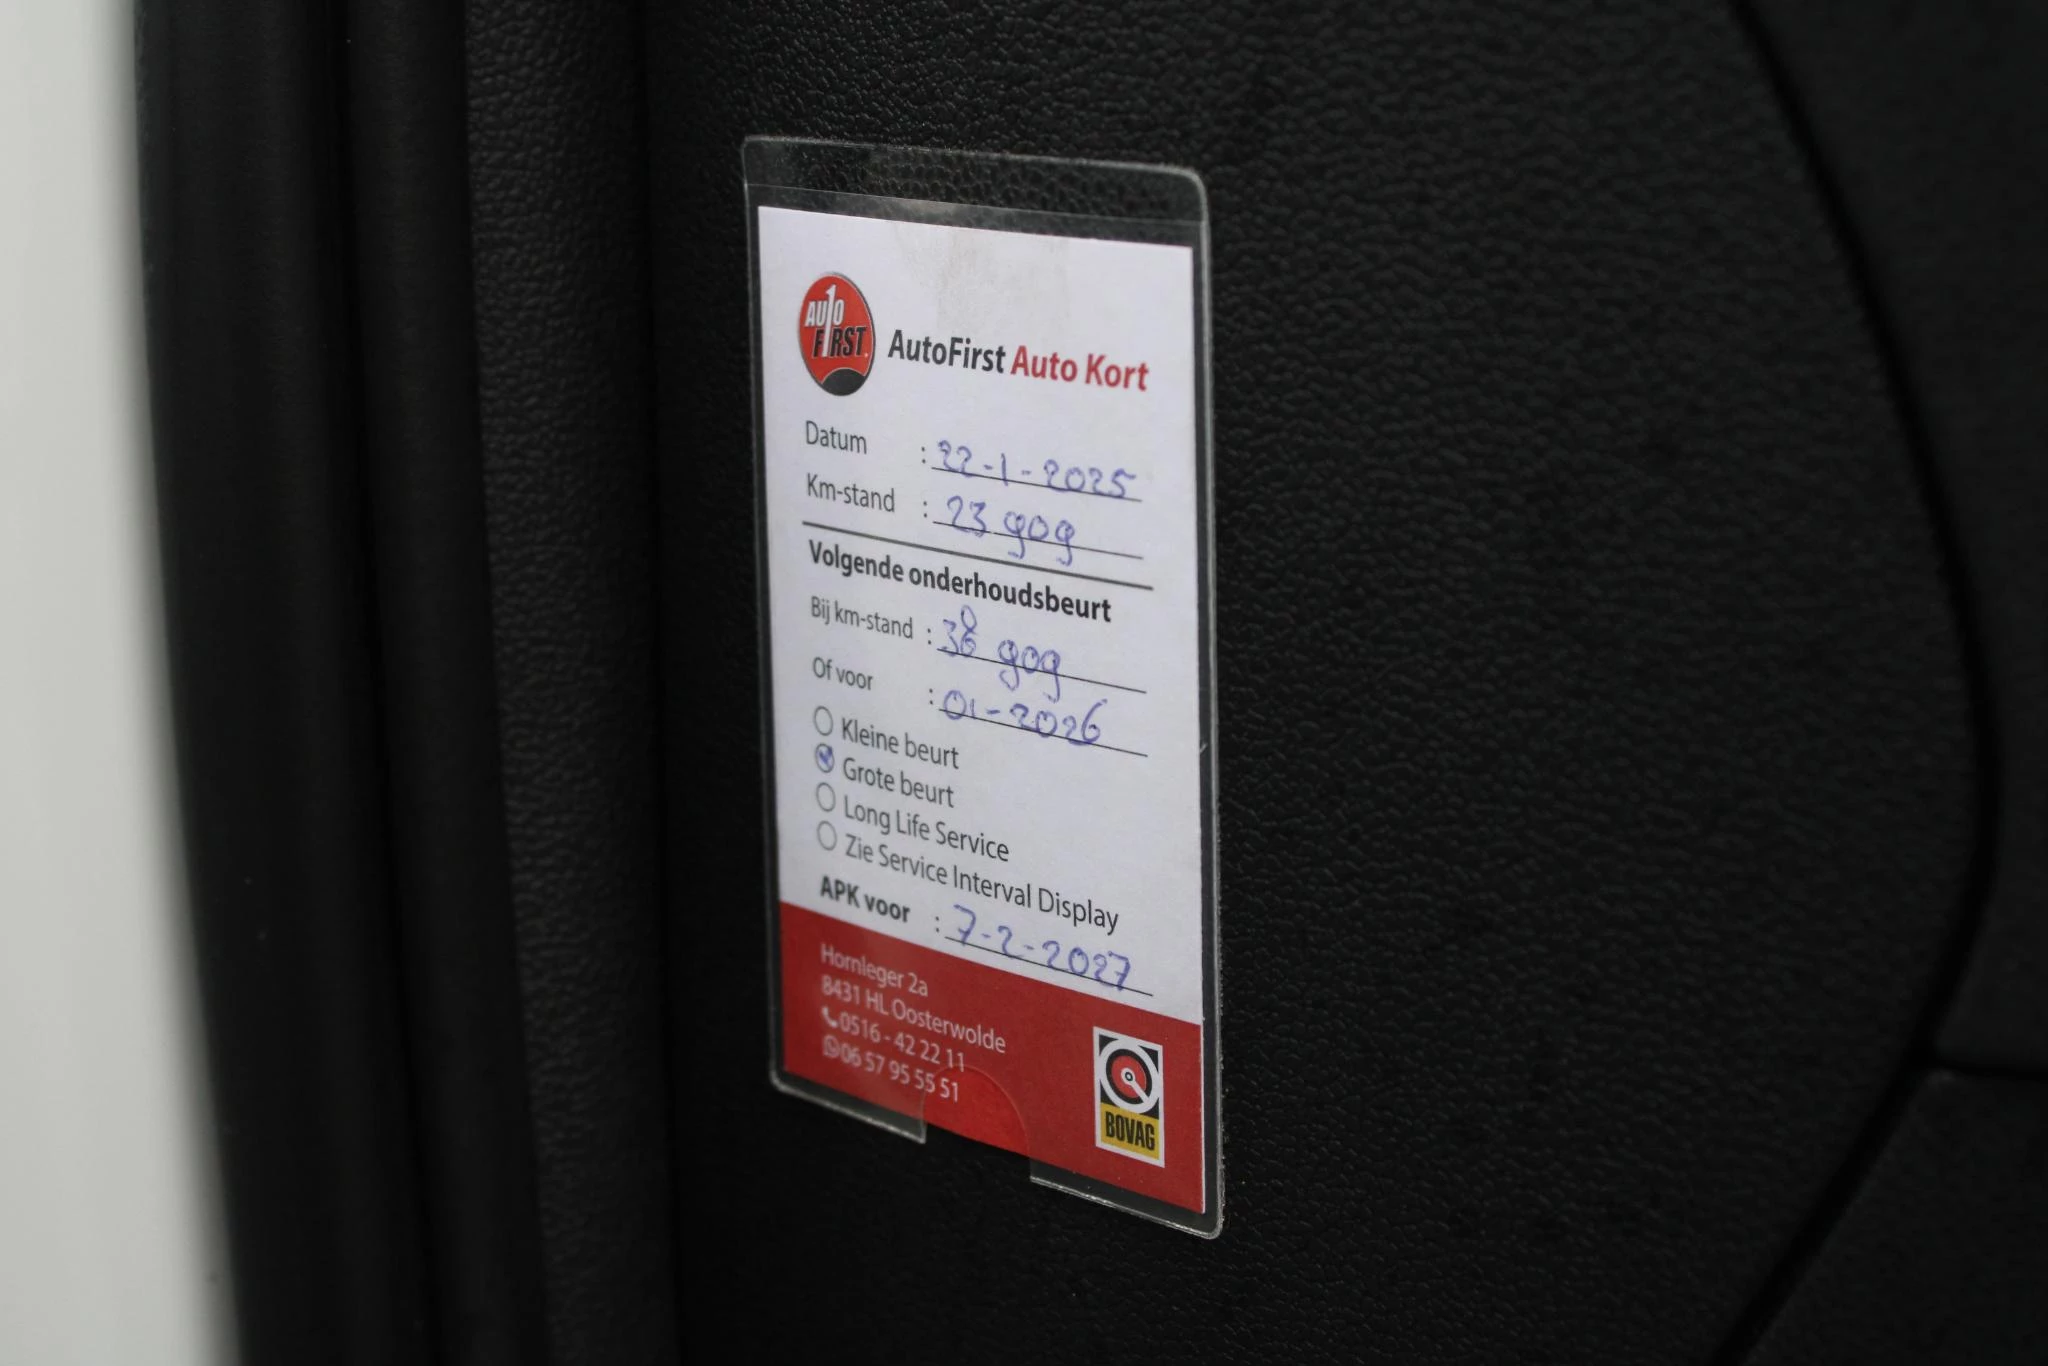 AUTO
FIRST
AutoFirst Auto Kort
Datum : 22-1-2025
Km-stand : 23 909
Volgende onderhoudsbeurt
Bij km-stand : 38 909
Of voor : 01-2026
Kleine beurt
Grote beurt
Long Life Service
Zie Service Interval Display
APK voor : 7-2-2027
Hornleger 2a
8431 HL Oosterwolde
0516 - 42 22 11
06 57 95 55 51
BOVAG